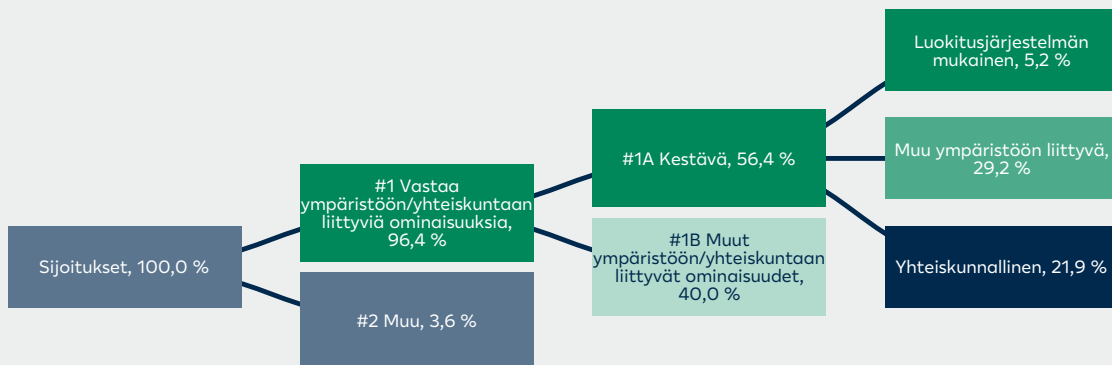 Sijoitukset, 100,0 %
#1 Vastaa
ympäristöön/yhteiskuntaan
liittyviä ominaisuuksia,
96,4 %
#2 Muu, 3,6 %
#1A Kestävä, 56,4 %
#1B Muut
ympäristöön/yhteiskuntaan
liittyvät ominaisuudet,
40,0 %
Luokitusjärjestelmän
mukainen, 5,2 %
Muu ympäristöön liittyvä,
29,2 %
Yhteiskunnallinen, 21,9 %